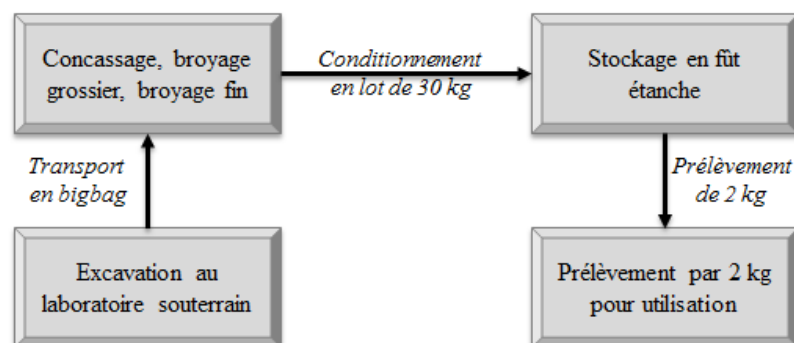 Concassage, broyage
grossier, broyage fin
Conditionnement
en lot de 30 kg
Stockage en fût
étanche
Transport
en bigbag
Prélèvement
de 2 kg
Excavation au
laboratoire souterrain
Prélèvement par 2 kg
pour utilisation